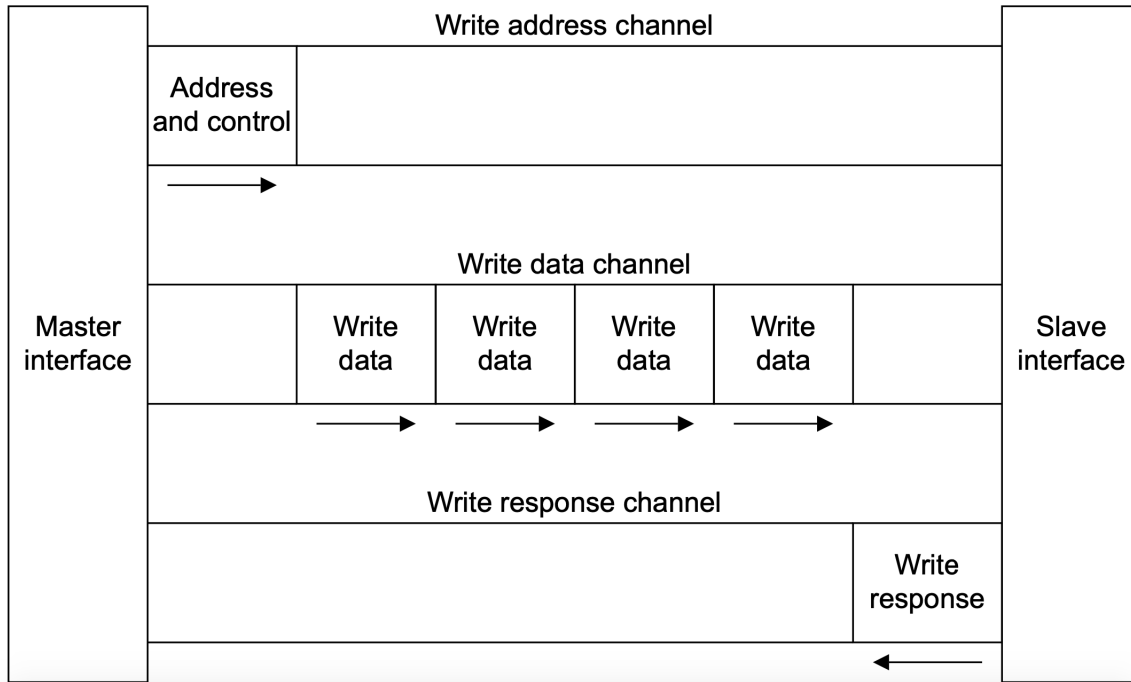 Write address channel
Address
and control
Write data channel
Master
interface
Write
data
Write
data
Write
data
Write
data
Slave
interface
Write response channel
Write
response